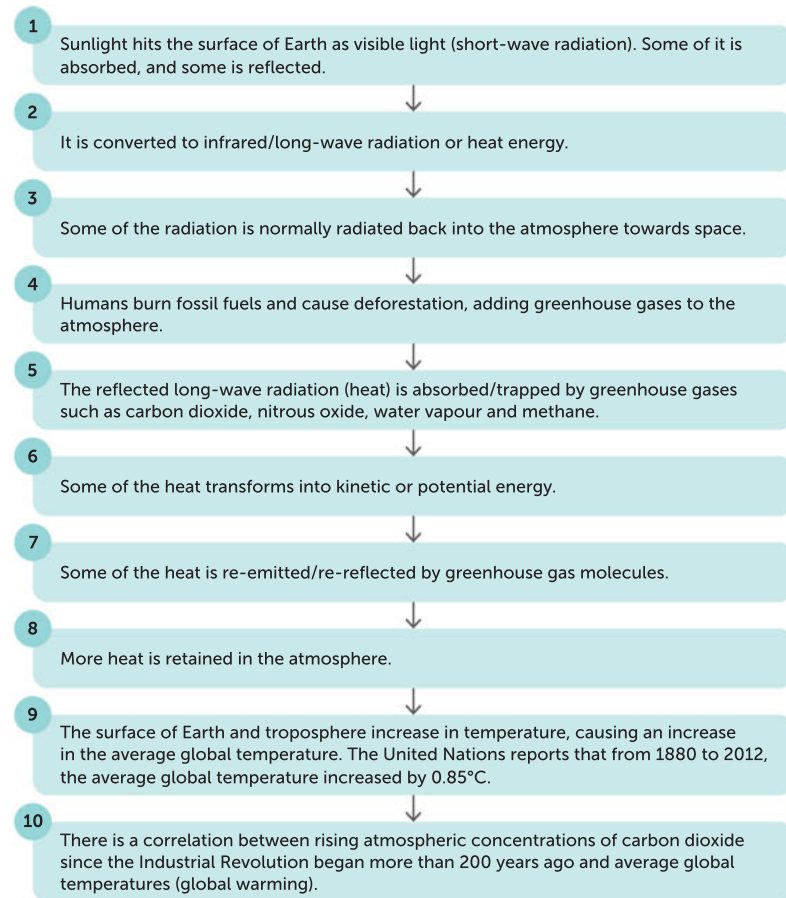 1
Sunlight hits the surface of Earth as visible light (short-wave radiation). Some of it is
absorbed, and some is reflected.
2
It is converted to infrared/long-wave radiation or heat energy.
3
Some of the radiation is normally radiated back into the atmosphere towards space.
4
Humans burn fossil fuels and cause deforestation, adding greenhouse gases to the
atmosphere.
5
The reflected long-wave radiation (heat) is absorbed/trapped by greenhouse gases
such as carbon dioxide, nitrous oxide, water vapour and methane.
6
Some of the heat transforms into kinetic or potential energy.
7
Some of the heat is re-emitted/re-reflected by greenhouse gas molecules.
8
More heat is retained in the atmosphere.
9
The surface of Earth and troposphere increase in temperature, causing an increase
in the average global temperature. The United Nations reports that from 1880 to 2012,
the average global temperature increased by 0.85°C.
10
There is a correlation between rising atmospheric concentrations of carbon dioxide
since the Industrial Revolution began more than 200 years ago and average global
temperatures (global warming).